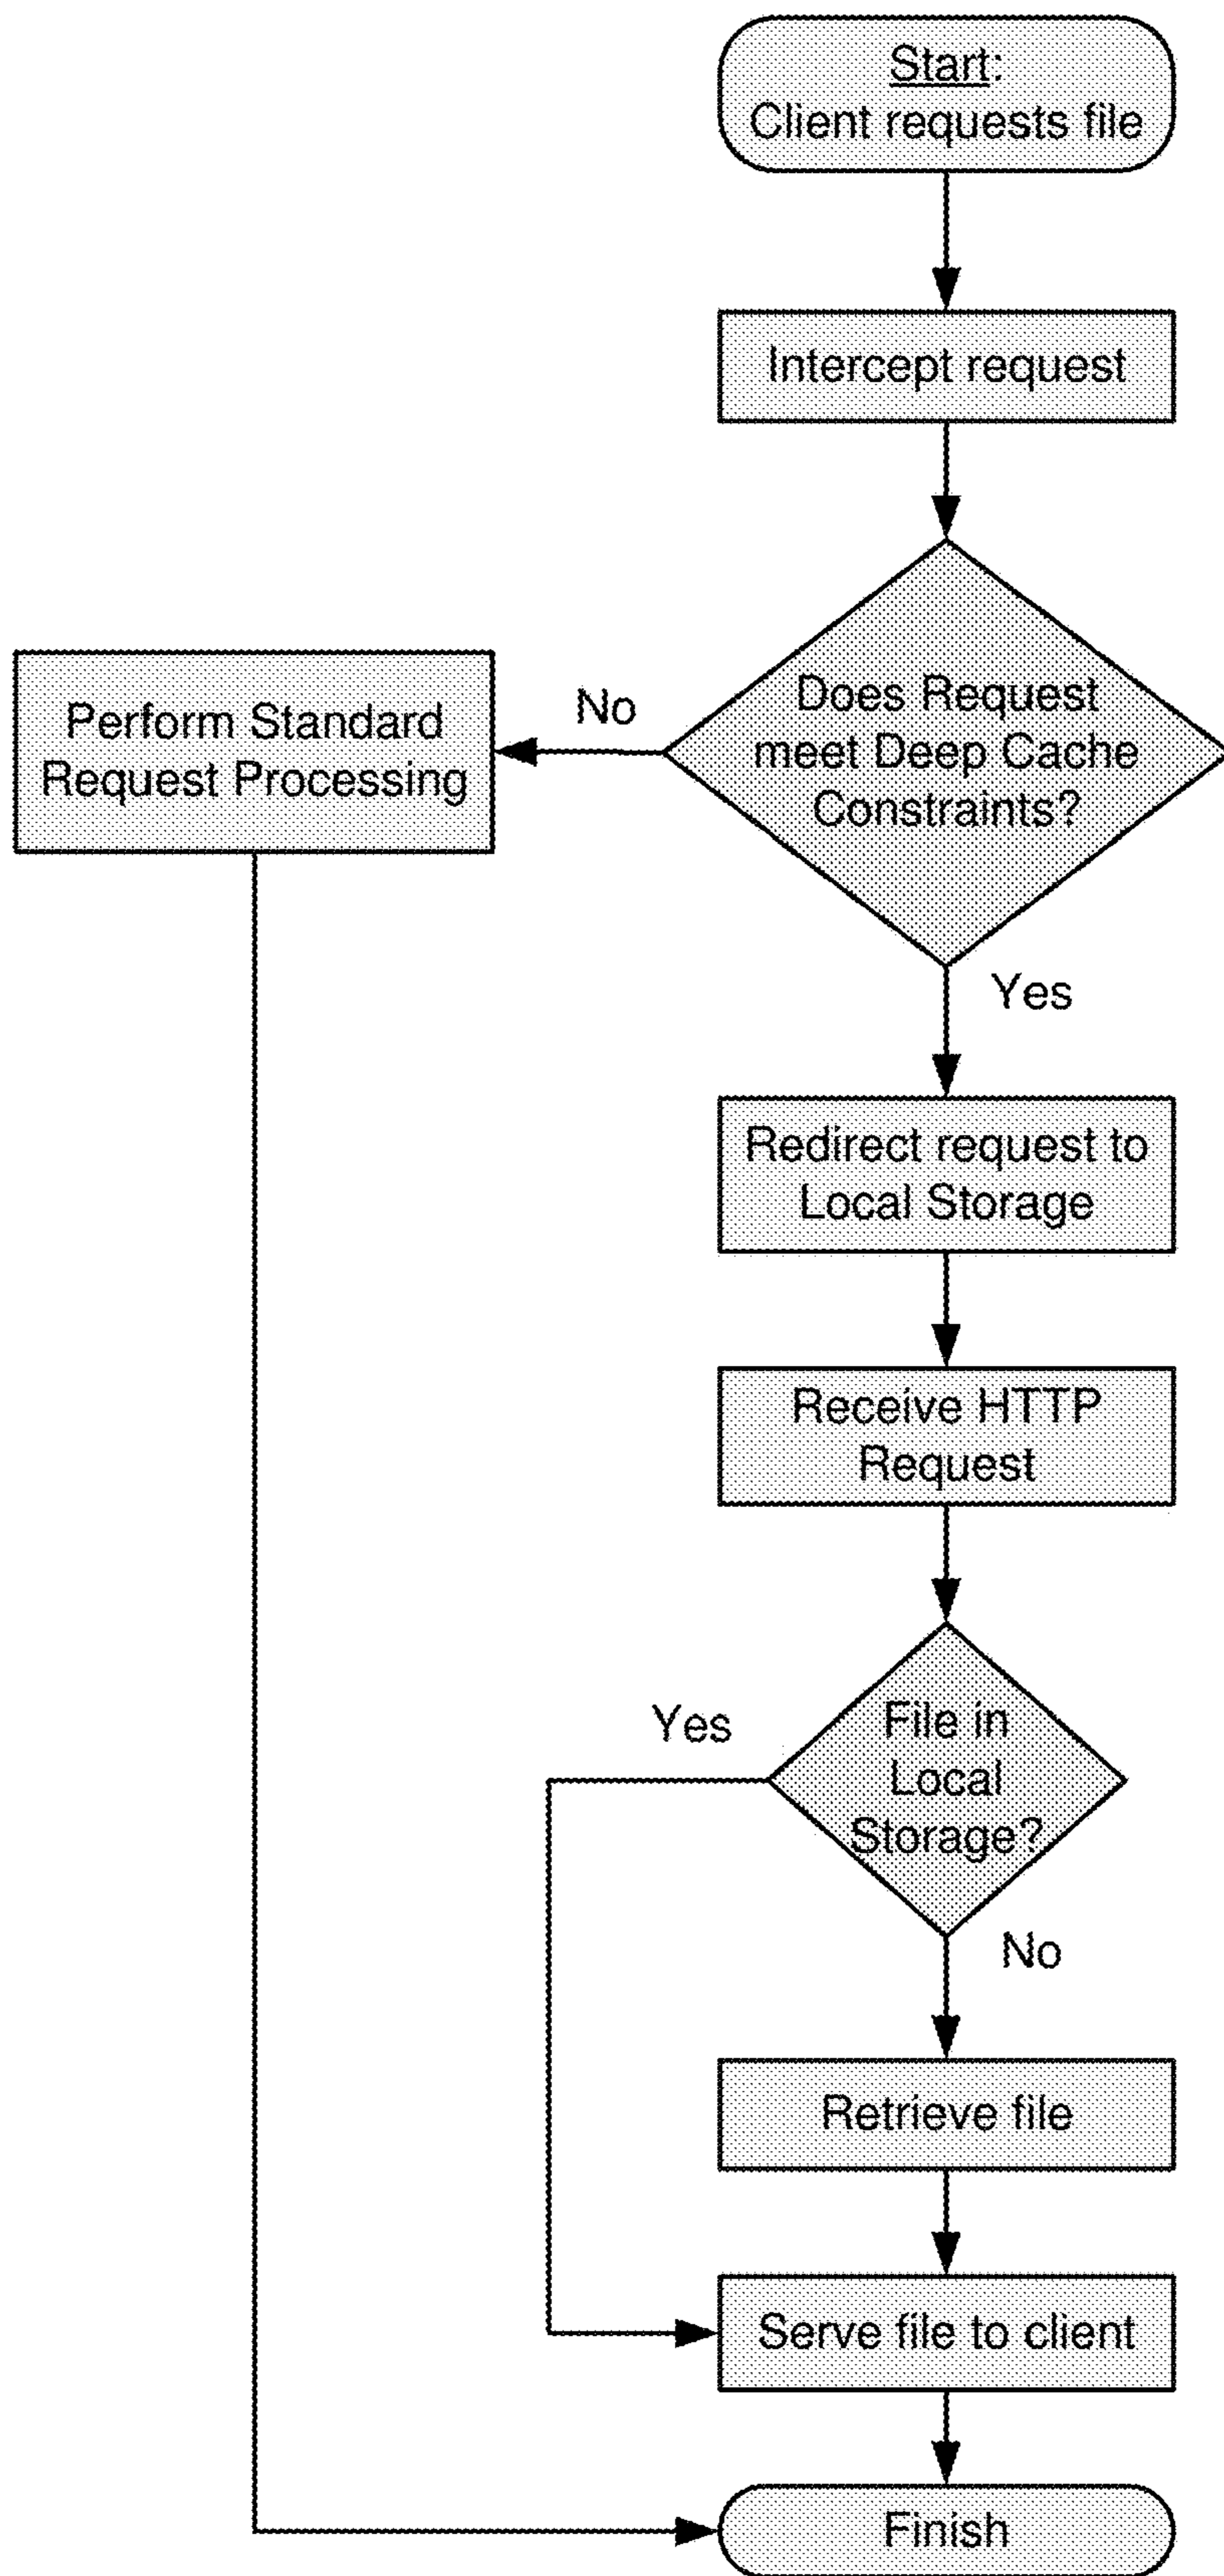 Start:
Client requests file
Intercept request
Does Request
meet Deep Cache
Constraints?
No
Perform Standard
Request Processing
Yes
Redirect request to
Local Storage
Receive HTTP
Request
File in
Local
Storage?
Yes
No
Retrieve file
Serve file to client
Finish